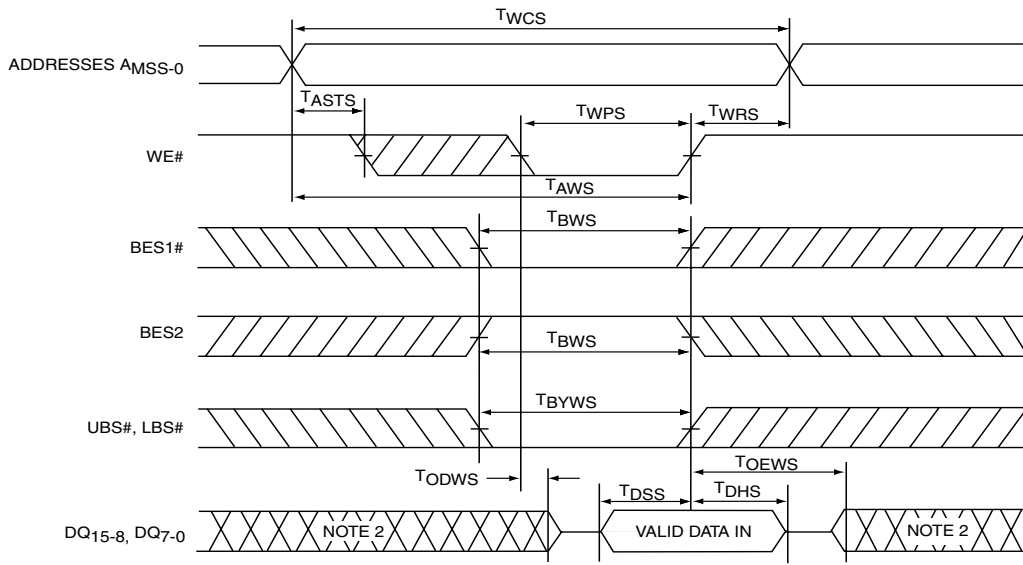 TWCS
ADDRESSES AMSS-0
TASTS
TWPS
TWRS
WE#
TAWS
TBWS
BES1#
BES2
TBWS
TBYWS
UBS#, LBS#
TODWS
TOEWS
TDSS
TDHS
DQ15-8, DQ7-0
NOTE 2
VALID DATA IN
NOTE 2